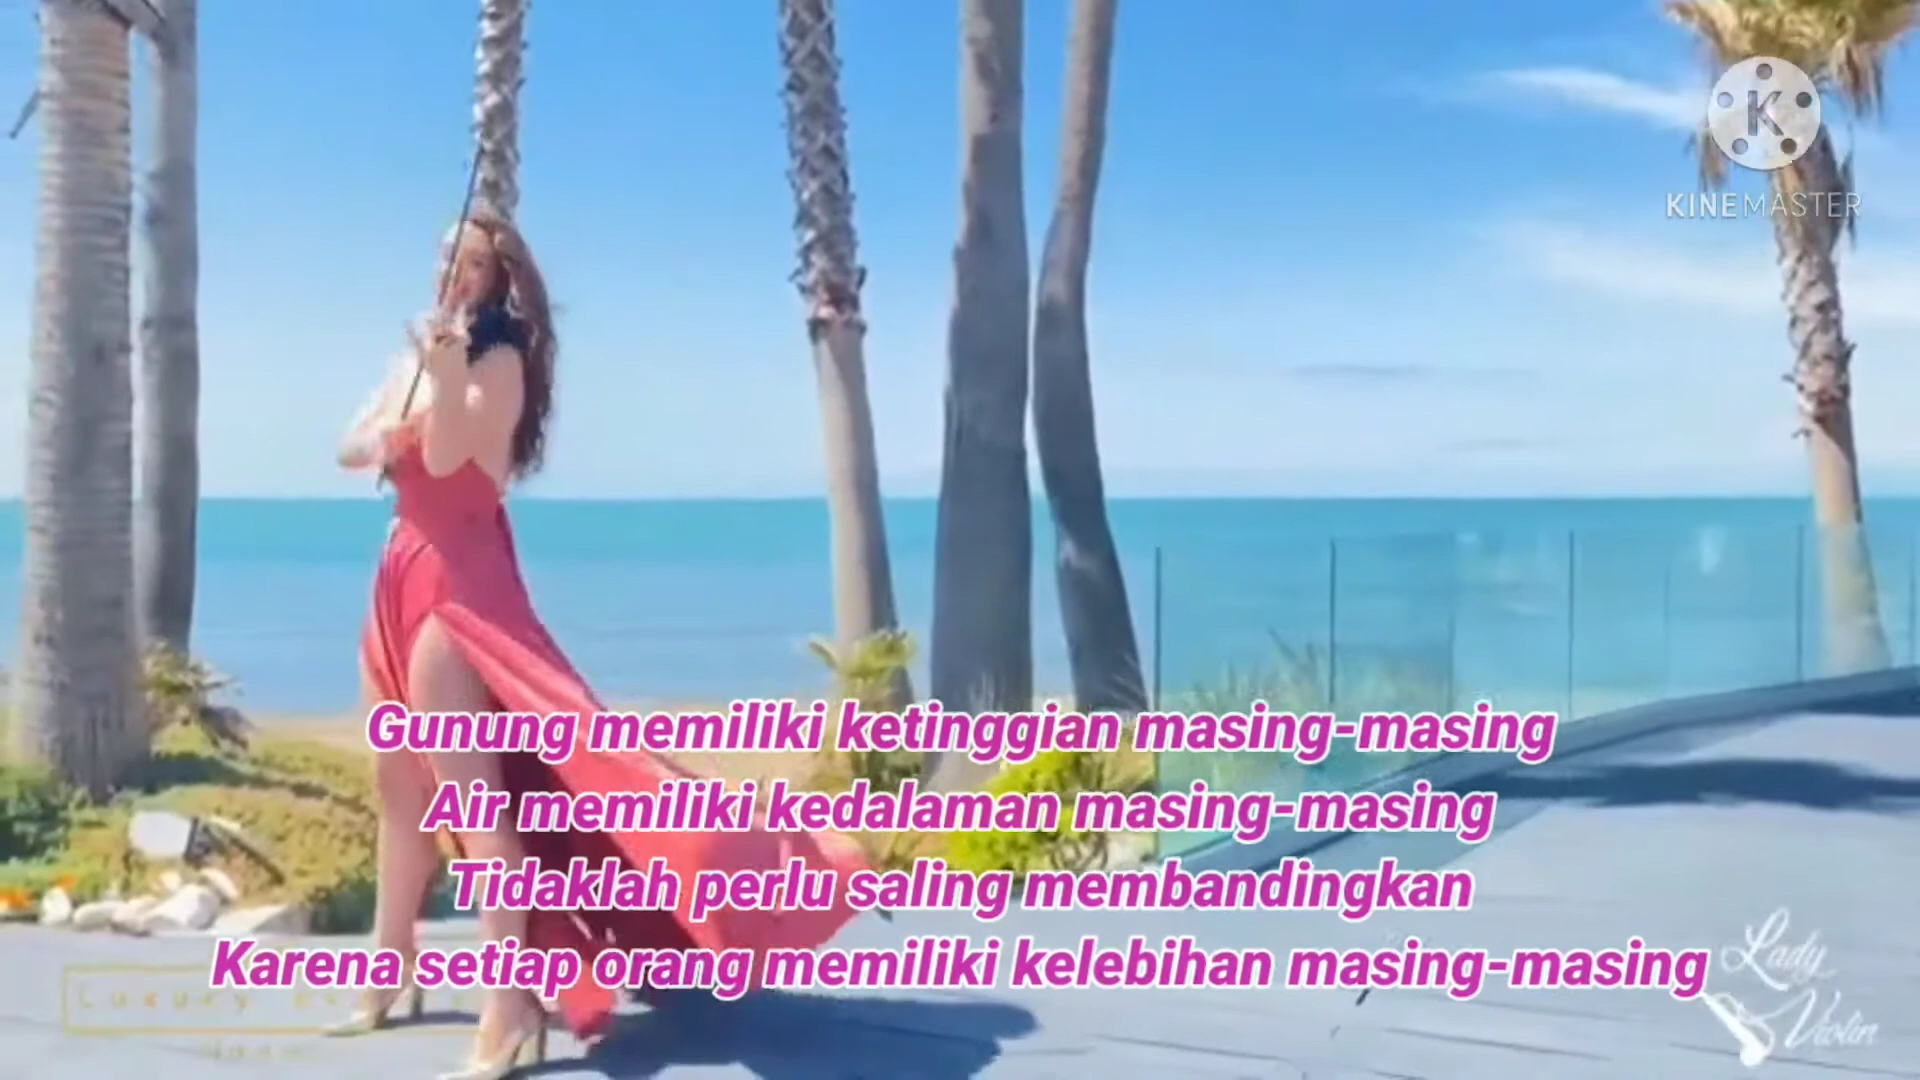 K
KINEMASTER
Gunung memiliki ketinggian masing-masing
Air memiliki kedalaman masing-masing
Tidaklah perlu saling membandingkan
Karena setiap orang memiliki kelebihan masing-masing
Lady
Violin
Luxury